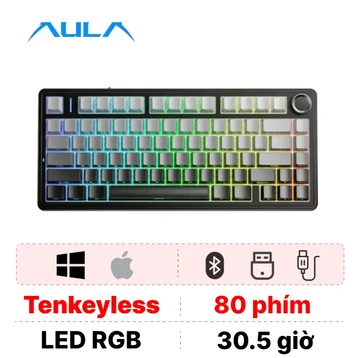 AULA
Tenkeyless
80 phím
LED RGB
30.5 giờ